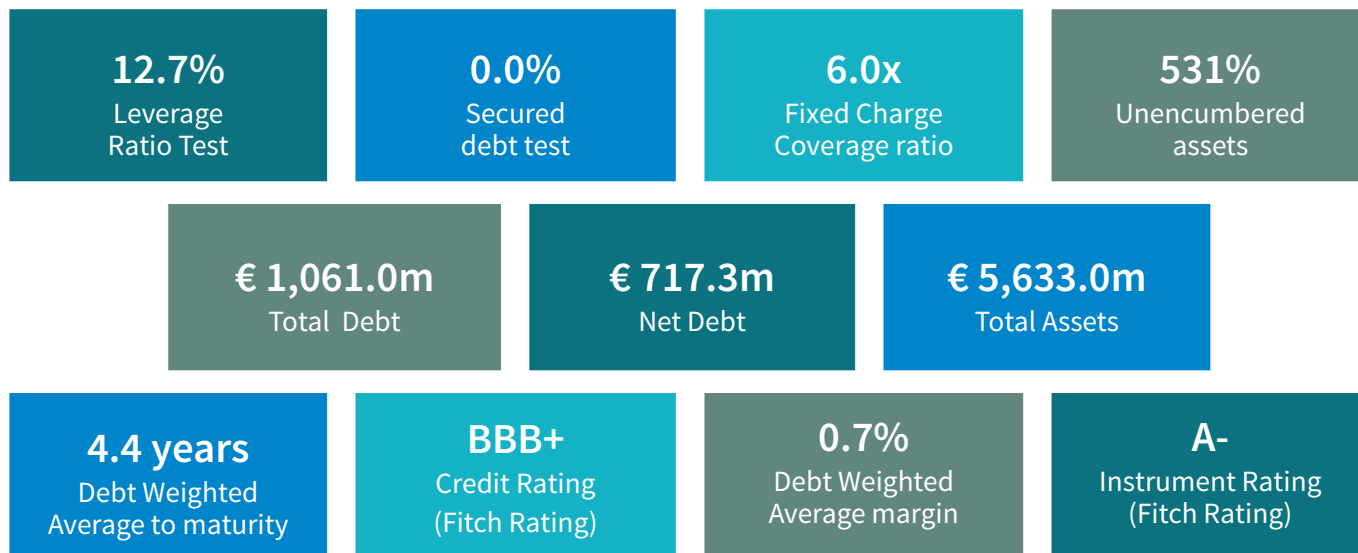 12.7%
Leverage
Ratio Test
0.0%
Secured
debt test
6.0x
Fixed Charge
Coverage ratio
531%
Unencumbered
assets
€ 1,061.0m
Total Debt
€ 717.3m
Net Debt
€ 5,633.0m
Total Assets
4.4 years
Debt Weighted
Average to maturity
BBB+
Credit Rating
(Fitch Rating)
0.7%
Debt Weighted
Average margin
A-
Instrument Rating
(Fitch Rating)